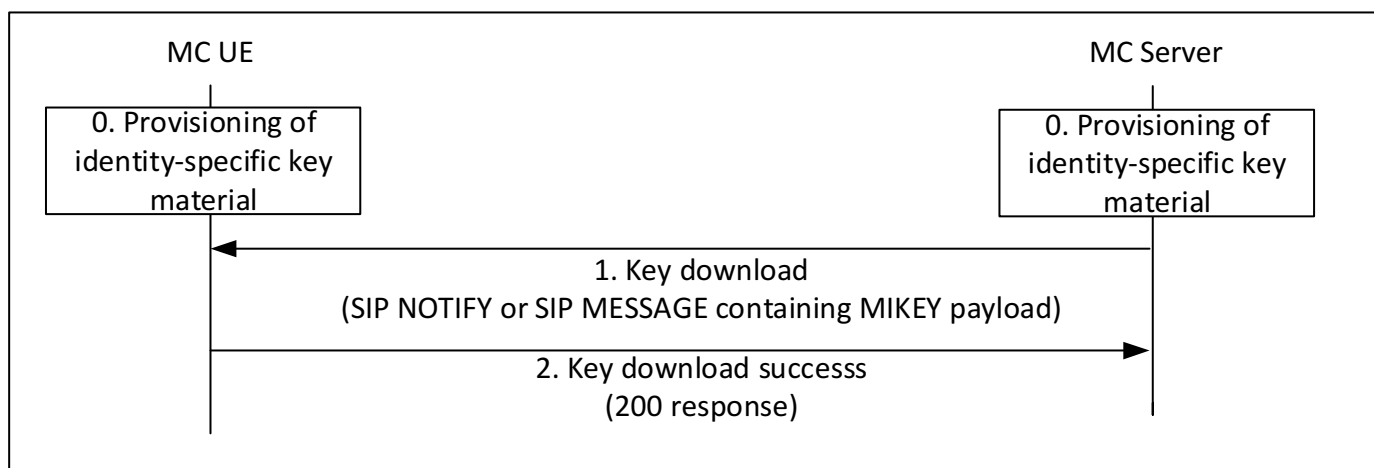 MC UE
MC Server
0. Provisioning of
identity-specific key
material
0. Provisioning of
identity-specific key
material
1. Key download
(SIP NOTIFY or SIP MESSAGE containing MIKEY payload)
2. Key download successs
(200 response)